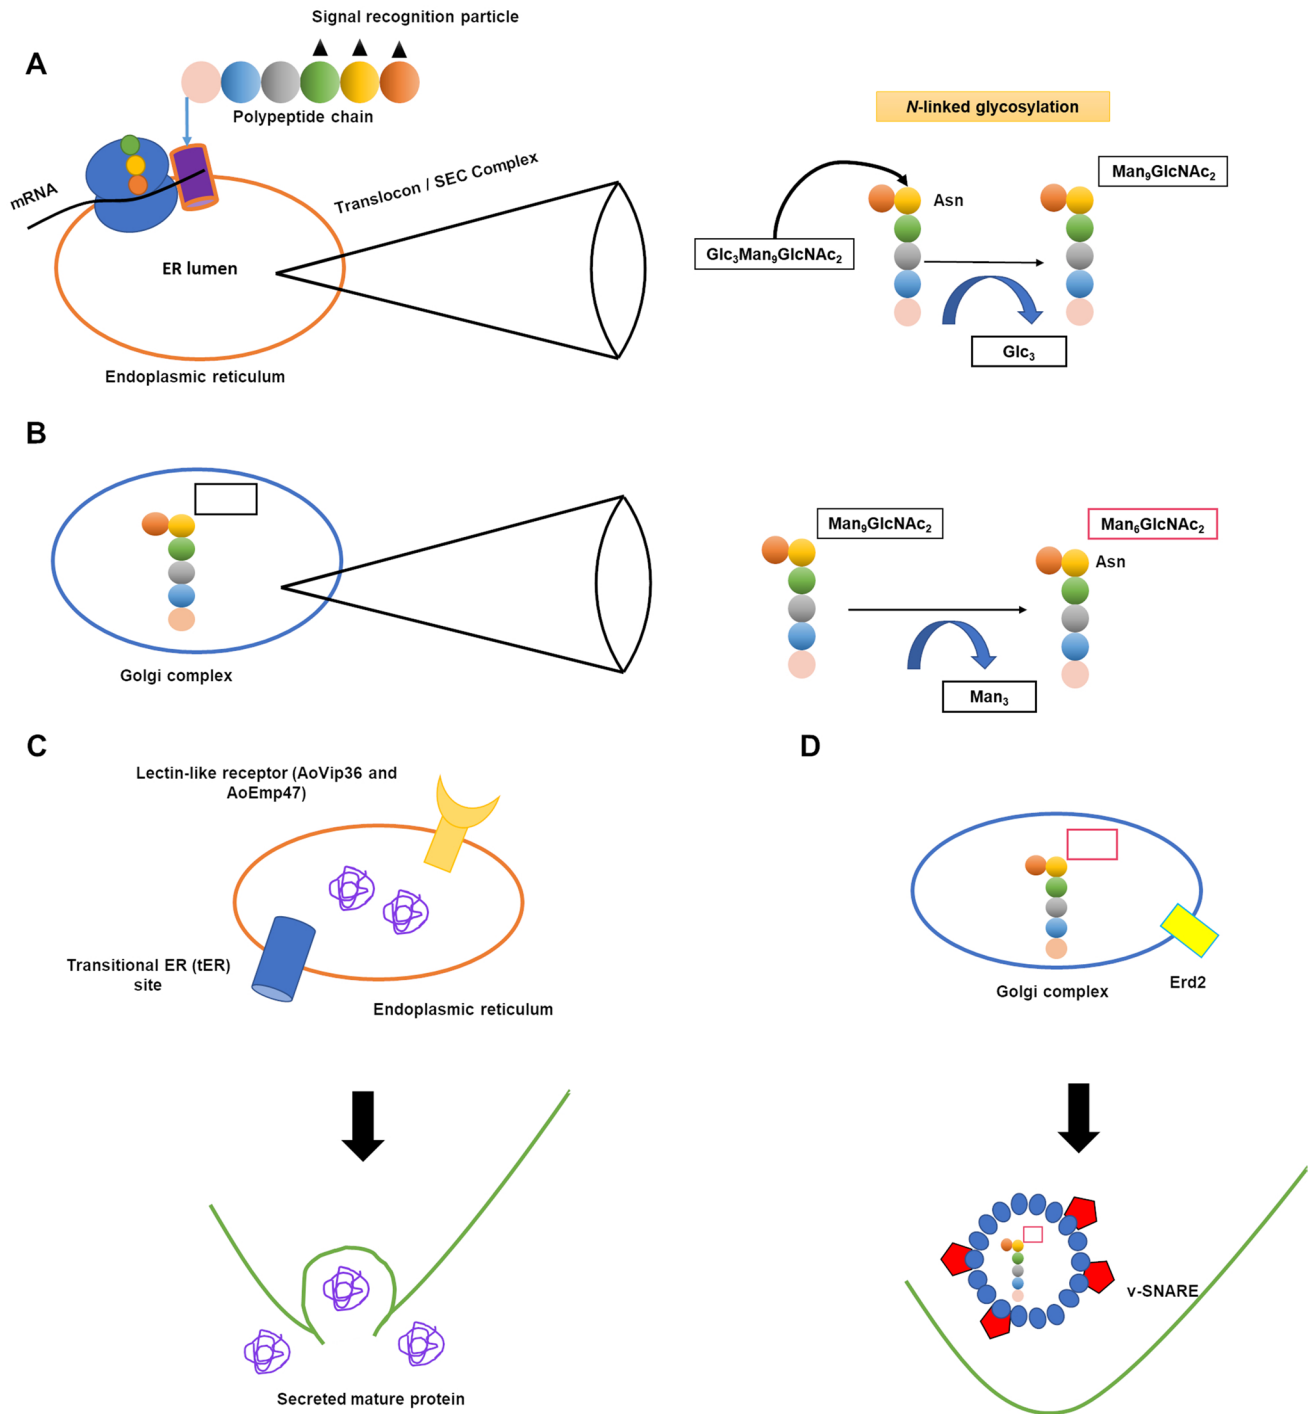 A
Signal recognition particle
Polypeptide chain
mRNA
Translocon / SEC Complex
ER lumen
Endoplasmic reticulum
N-linked glycosylation
Man₉GlcNAc₂
Asn
Glc₃Man₉GlcNAc₂
Glc₃
B
Golgi complex
Man₉GlcNAc₂
Man₆GlcNAc₂
Asn
Man₃
C
Lectin-like receptor (AoVip36 and
AoEmp47)
Transitional ER (tER)
site
Endoplasmic reticulum
Secreted mature protein
D
Golgi complex
Erd2
v-SNARE